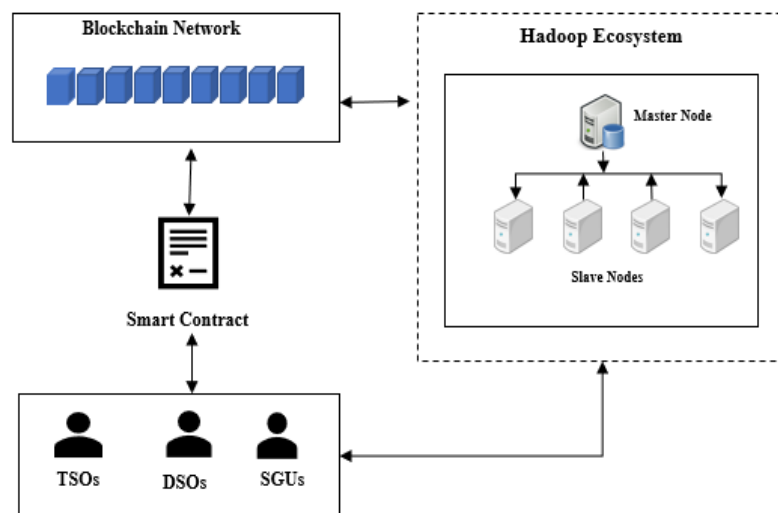 Blockchain Network
Hadoop Ecosystem
Master Node
Slave Nodes
Smart Contract
TSOs
DSOs
SGUs